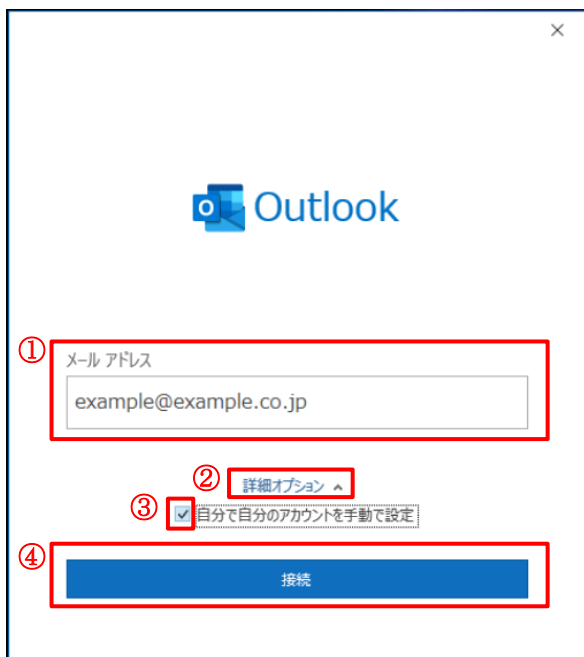 Outlook
①
メール アドレス
example@example.co.jp
② 詳細オプション
③ 自分で自分のアカウントを手動で設定
④
接続